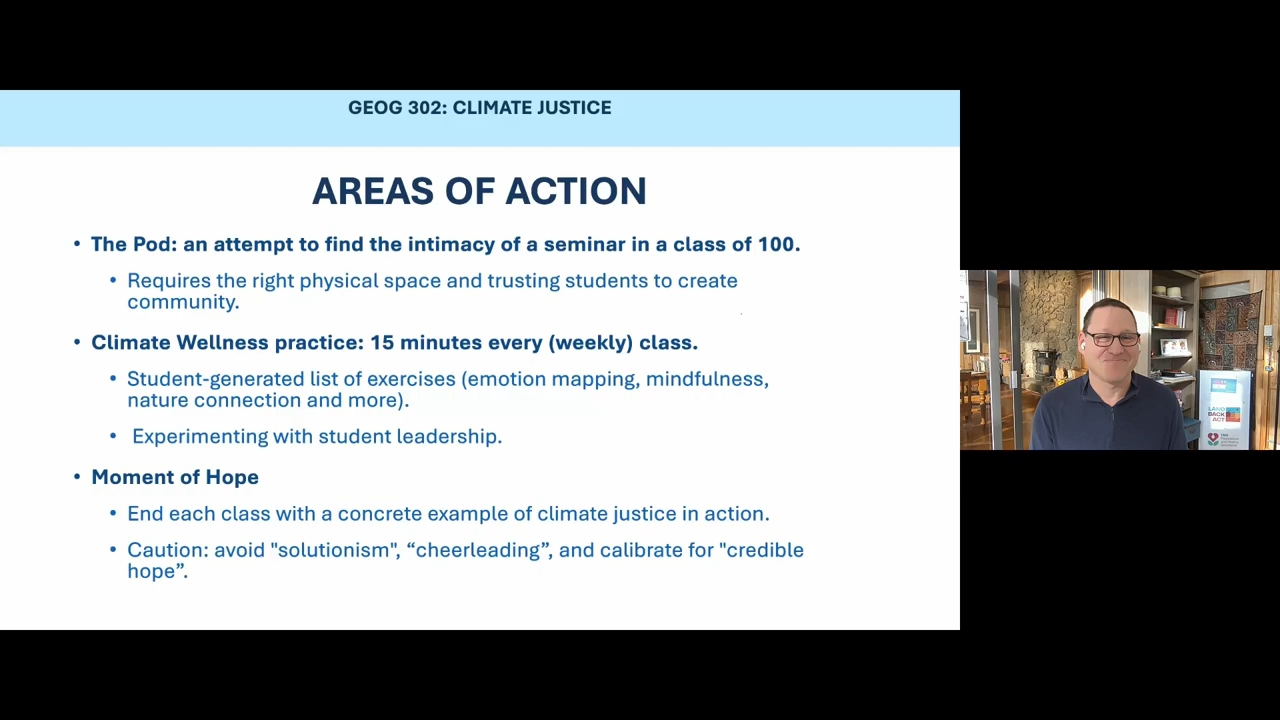 GEOG 302: CLIMATE JUSTICE
AREAS OF ACTION
• The Pod: an attempt to find the intimacy of a seminar in a class of 100.
• Requires the right physical space and trusting students to create
community.
• Climate Wellness practice: 15 minutes every (weekly) class.
• Student-generated list of exercises (emotion mapping, mindfulness,
nature connection and more).
• Experimenting with student leadership.
• Moment of Hope
• End each class with a concrete example of climate justice in action.
• Caution: avoid "solutionism", “cheerleading”, and calibrate for "credible
hope”.
LAND
BACK
ACT